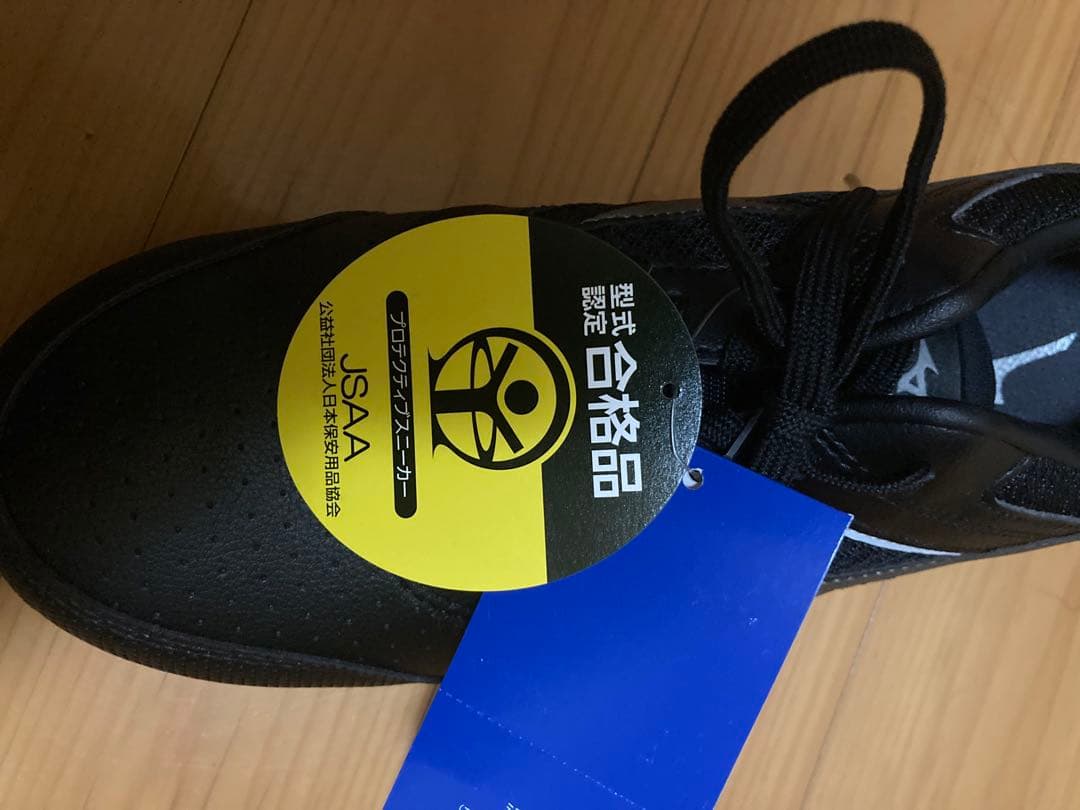 型式
認定
合格品
プロテクティブスニーカー
JSAA
公益社団法人日本保安用品協会